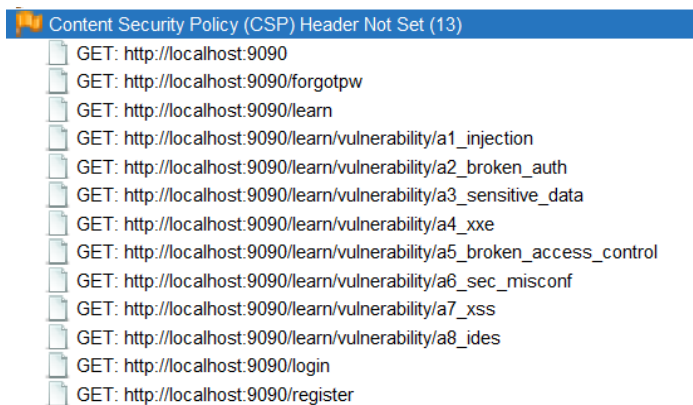 Content Security Policy (CSP) Header Not Set (13)
GET: http://localhost:9090
GET: http://localhost:9090/forgotpw
GET: http://localhost:9090/learn
GET: http://localhost:9090/learn/vulnerability/a1_injection
GET: http://localhost:9090/learn/vulnerability/a2_broken_auth
GET: http://localhost:9090/learn/vulnerability/a3_sensitive_data
GET: http://localhost:9090/learn/vulnerability/a4_xxe
GET: http://localhost:9090/learn/vulnerability/a5_broken_access_control
GET: http://localhost:9090/learn/vulnerability/a6_sec_misconf
GET: http://localhost:9090/learn/vulnerability/a7_xss
GET: http://localhost:9090/learn/vulnerability/a8_ides
GET: http://localhost:9090/login
GET: http://localhost:9090/register